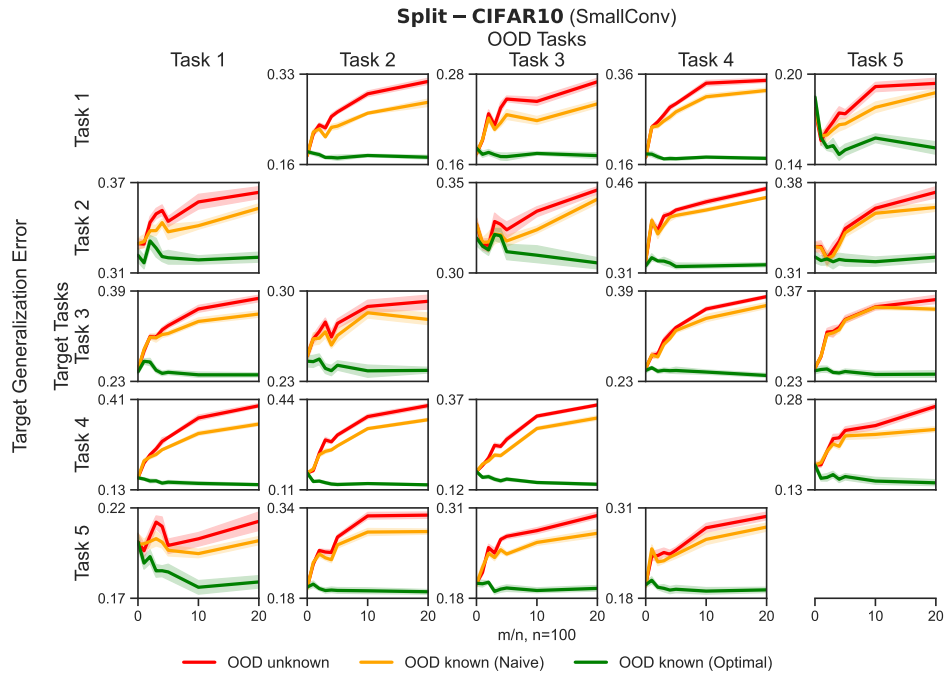 Split − CIFAR10 (SmallConv)
OOD Tasks
Task 1 Task 2 Task 3 Task 4 Task 5
Target Generalization Error
Target Tasks
Task 1
0.33 0.28 0.36 0.20
0.16 0.16 0.16 0.14
Task 2
0.37 0.35 0.46 0.38
0.31 0.30 0.31 0.31
Task 3
0.39 0.30 0.39 0.37
0.23 0.23 0.23 0.23
Task 4
0.41 0.44 0.37 0.28
0.13 0.11 0.12 0.13
Task 5
0.22 0.34 0.31 0.31
0.17 0.18 0.18 0.18
0 10 20 0 10 20 0 10 20 0 10 20 0 10 20
m/n, n=100
OOD unknown OOD known (Naive) OOD known (Optimal)